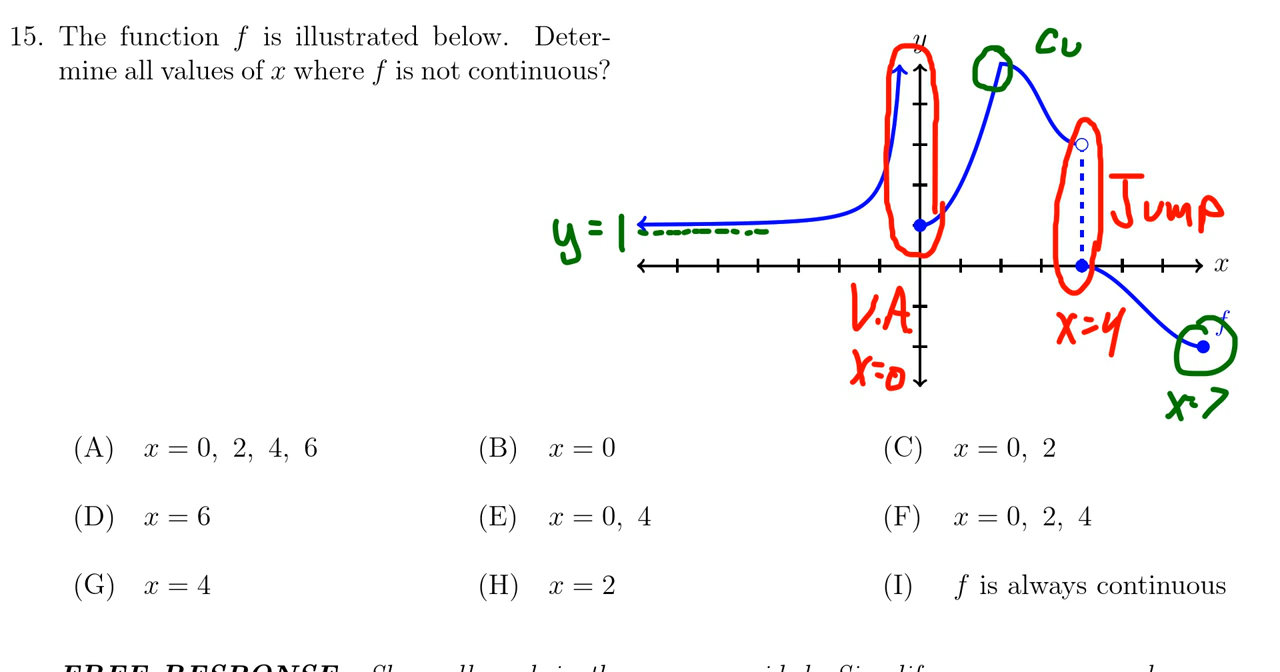 15. The function f is illustrated below. Deter-
mine all values of x where f is not continuous?
y
Cu
Jump
y=1
x
V.A
x=0
x=4
f
x=7
(A) x = 0, 2, 4, 6 (B) x = 0 (C) x = 0, 2
(D) x = 6 (E) x = 0, 4 (F) x = 0, 2, 4
(G) x = 4 (H) x = 2 (I) f is always continuous